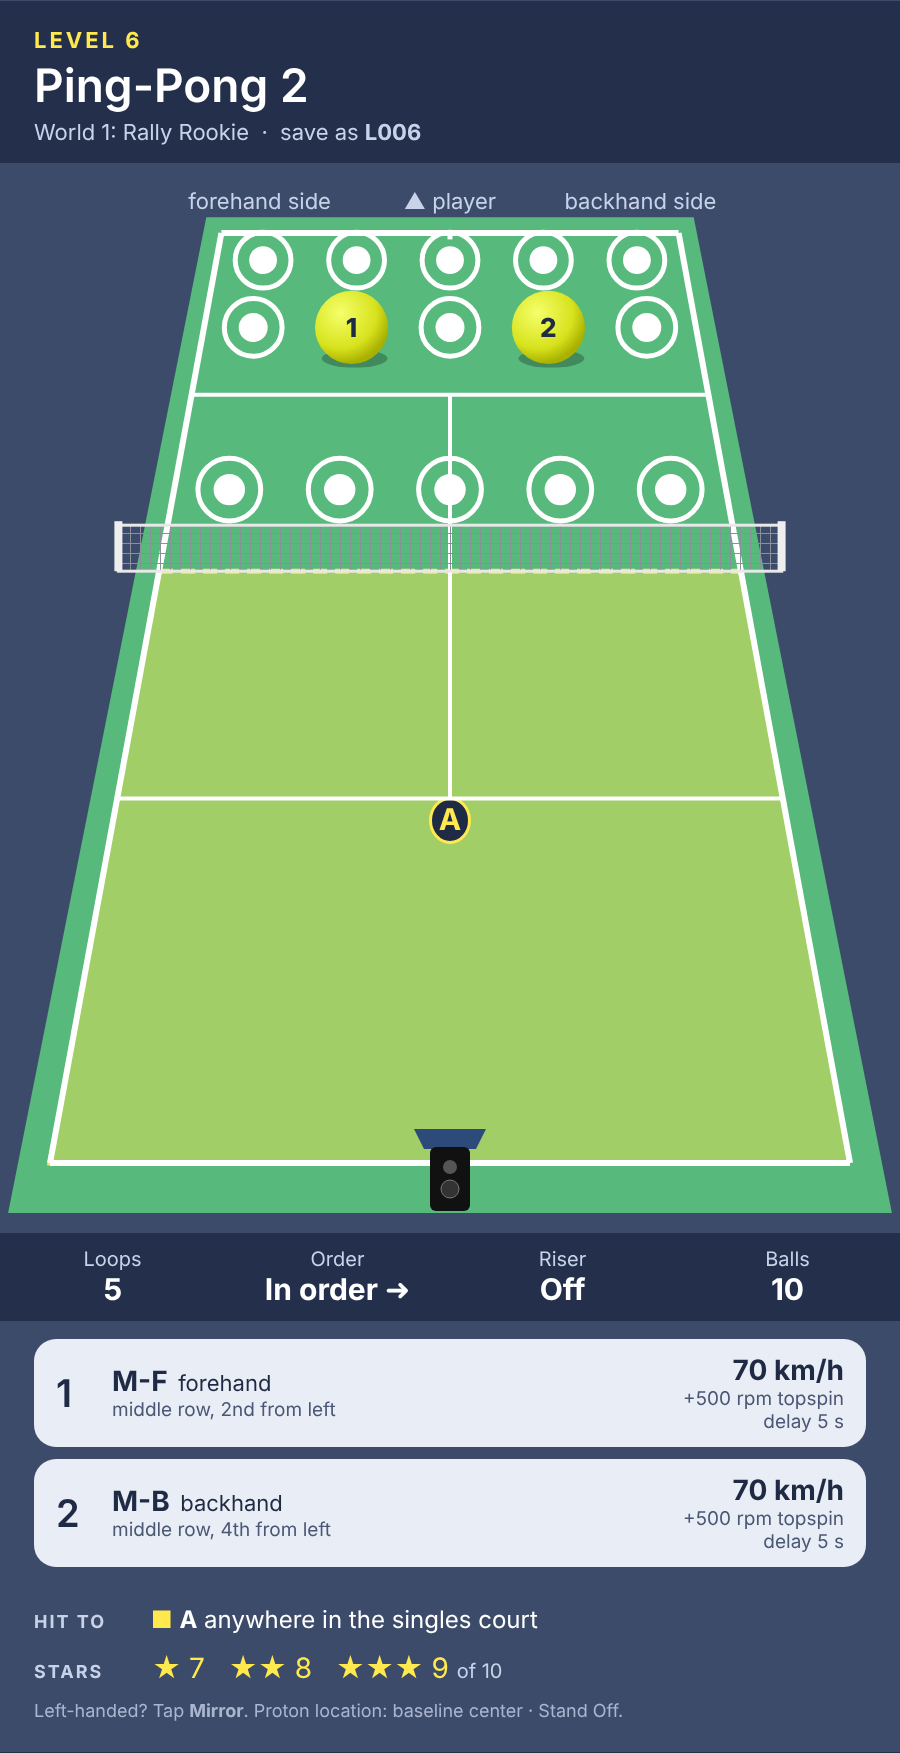 LEVEL 6
Ping-Pong 2
World 1: Rally Rookie · save as L006
forehand side ▲ player backhand side
1 2
A
Loops Order Riser Balls
5 In order → Off 10
1 M-F forehand 70 km/h
middle row, 2nd from left +500 rpm topspin
delay 5 s
2 M-B backhand 70 km/h
middle row, 4th from left +500 rpm topspin
delay 5 s
HIT TO A anywhere in the singles court
STARS ★ 7 ★★ 8 ★★★ 9 of 10
Left-handed? Tap Mirror. Proton location: baseline center · Stand Off.